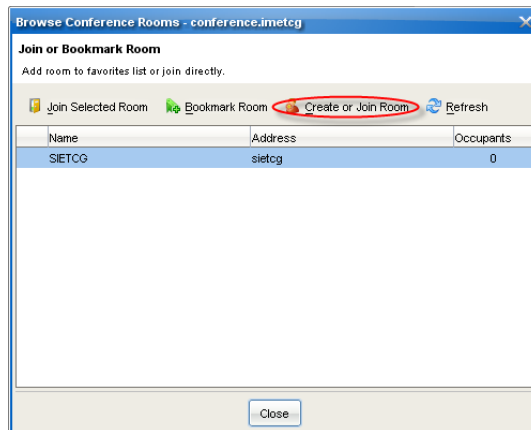 Browse Conference Rooms - conference.imetcg
Join or Bookmark Room
Add room to favorites list or join directly.
Join Selected Room Bookmark Room Create or Join Room Refresh
Name Address Occupants
SIETCG sietcg 0
Close